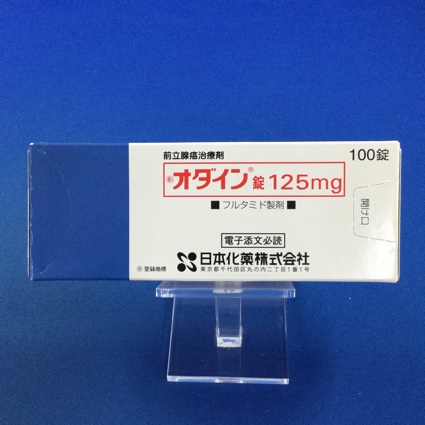 前立腺癌治療剤
100錠
®オダイン®錠125mg
■フルタミド製剤■
開け口
電子添文必読
日本化薬株式会社
東京都千代田区丸の内二丁目1番1号
®登録商標